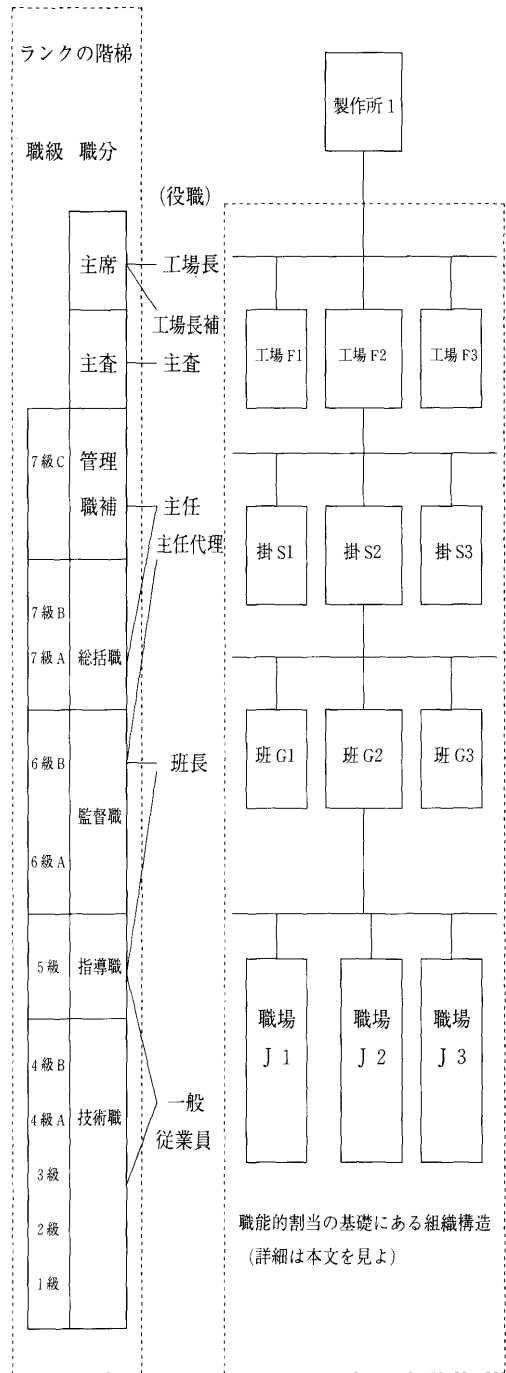 ランクの階梯
職級 職分
(役職)
主席
工場長
工場長補
主査
主査
7級C
管理
職補
主任
主任代理
7級B
7級A
総括職
6級B
班長
監督職
6級A
5級
指導職
4級B
4級A
技術職
一般
従業員
3級
2級
1級
製作所1
工場F1
工場F2
工場F3
掛S1
掛S2
掛S3
班G1
班G2
班G3
職場
J1
職場
J2
職場
J3
職能的割当の基礎にある組織構造
(詳細は本文を見よ)